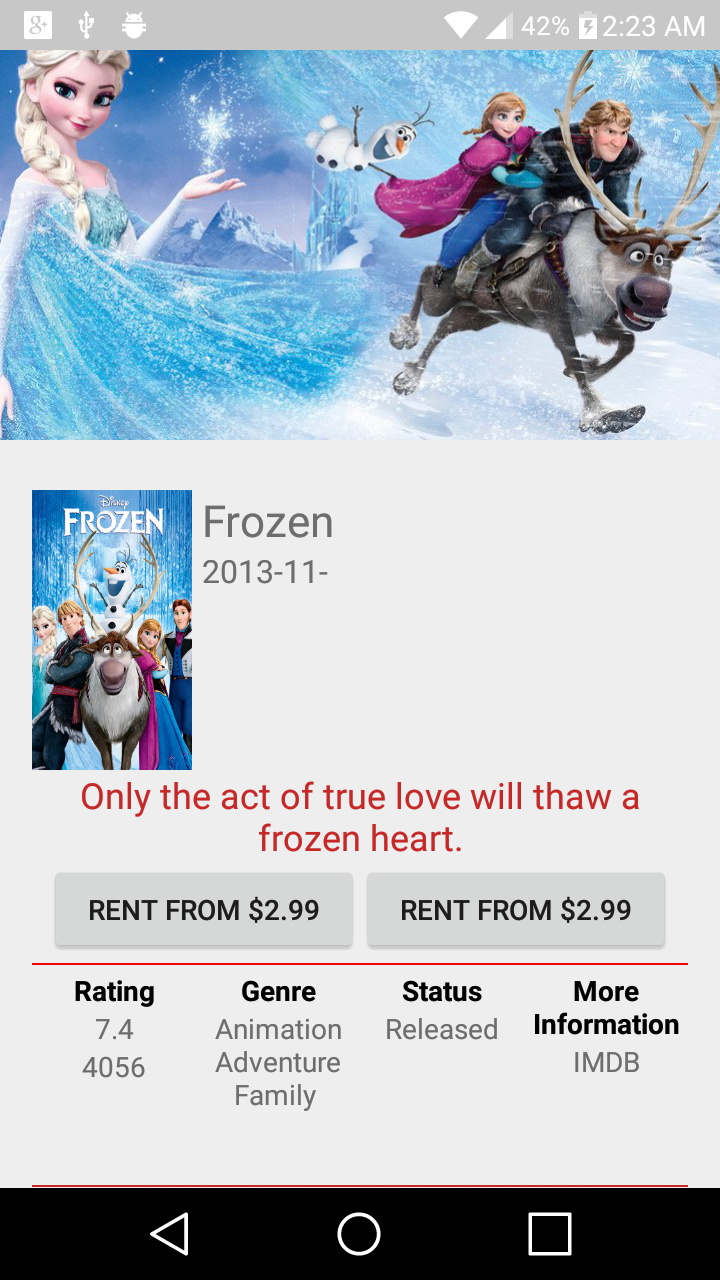 g+ 42% 2:23 AM
Disney
FROZEN
Frozen
2013-11-
Only the act of true love will thaw a
frozen heart.
RENT FROM $2.99 RENT FROM $2.99
Rating Genre Status More
Information
7.4 Animation Released IMDB
4056 Adventure
Family